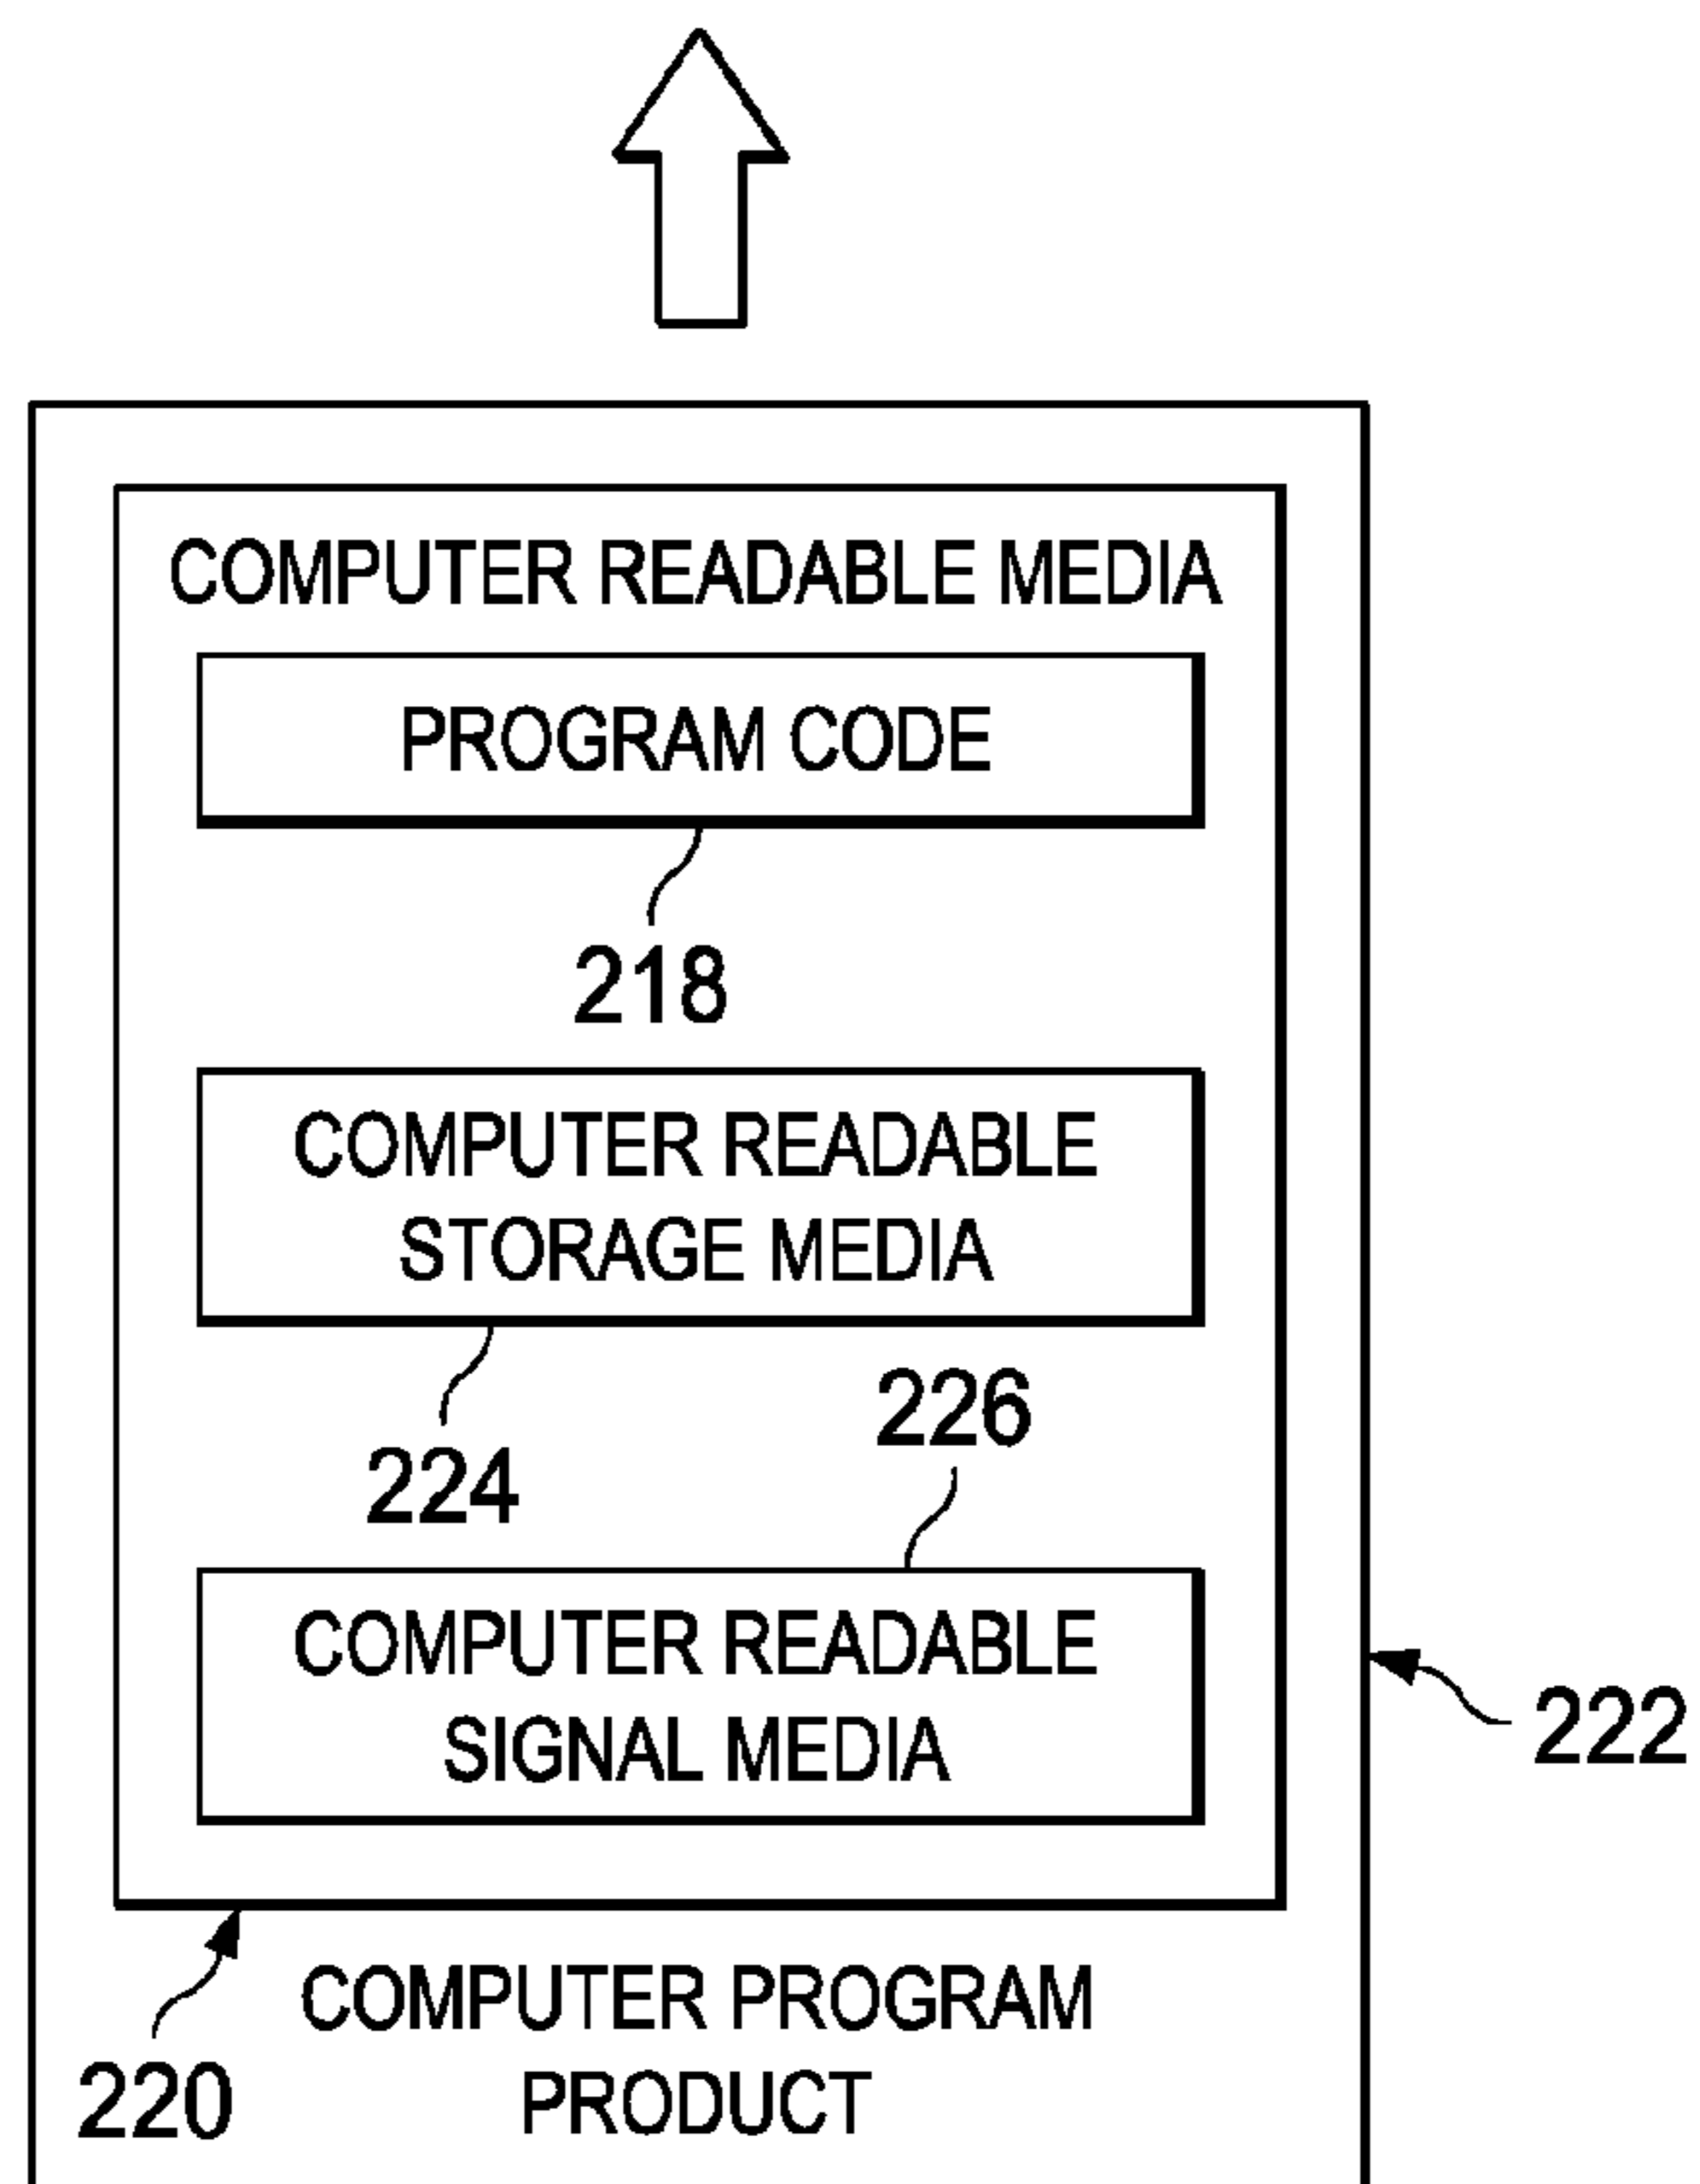 COMPUTER READABLE MEDIA
PROGRAM CODE
218
COMPUTER READABLE
STORAGE MEDIA
224
226
COMPUTER READABLE
SIGNAL MEDIA
222
220
COMPUTER PROGRAM
PRODUCT